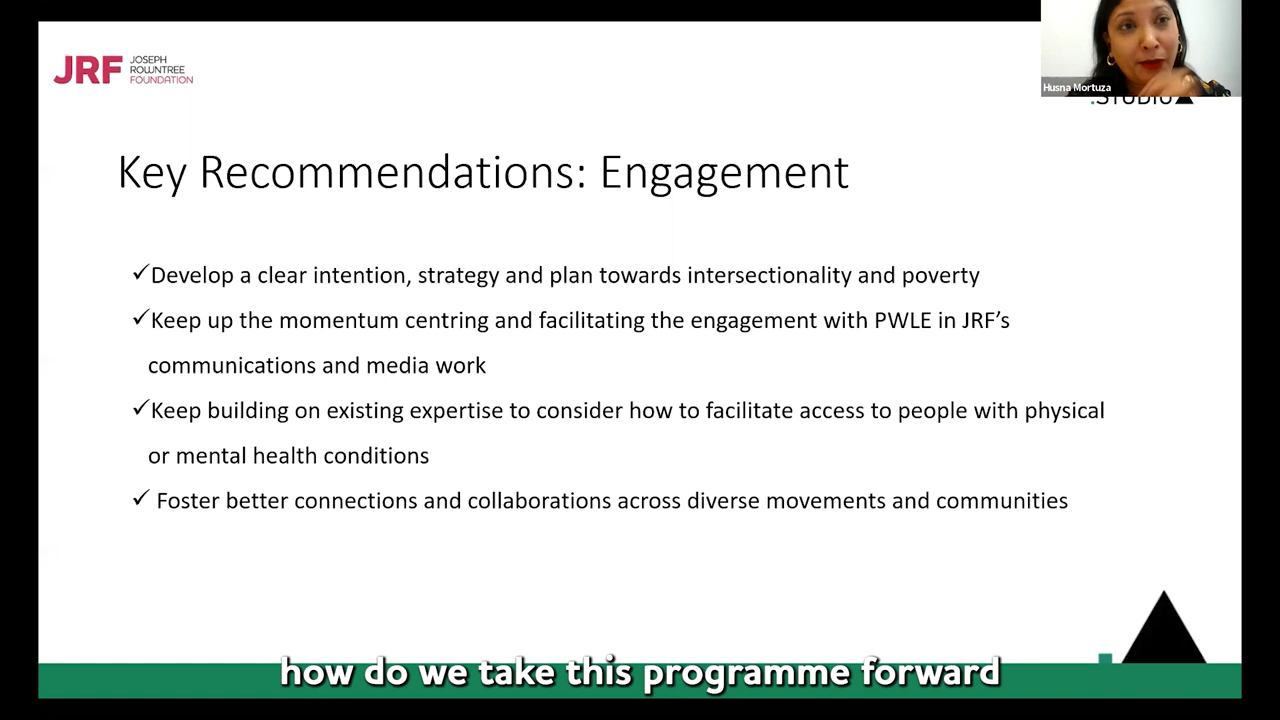 JRF JOSEPH
ROWNTREE
FOUNDATION
Husna Mortuza
.STUDIO
Key Recommendations: Engagement
✓Develop a clear intention, strategy and plan towards intersectionality and poverty
✓Keep up the momentum centring and facilitating the engagement with PWLE in JRF’s
communications and media work
✓Keep building on existing expertise to consider how to facilitate access to people with physical
or mental health conditions
✓ Foster better connections and collaborations across diverse movements and communities
how do we take this programme forward